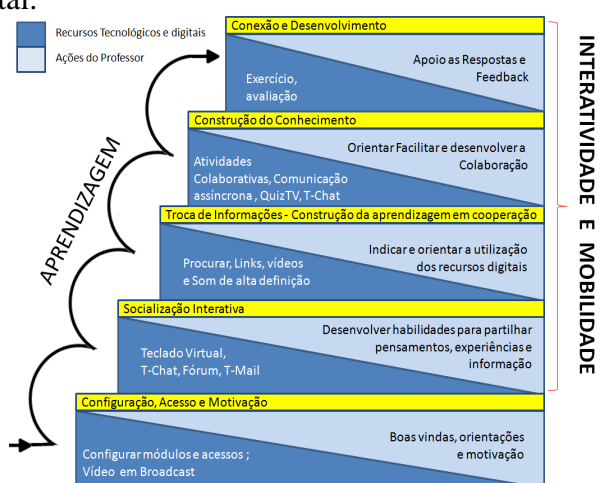 tal.
Recursos Tecnológicos e digitais
Ações do Professor
Conexão e Desenvolvimento
Apoio as Respostas e
Feedback
Exercício,
avaliação
Construção do Conhecimento
Orientar Facilitar e desenvolver a
Colaboração
Atividades
Colaborativas, Comunicação
assíncrona , QuizTV, T-Chat
Troca de Informações - Construção da aprendizagem em cooperação
Indicar e orientar a utilização
dos recursos digitais
Procurar, Links, vídeos
e Som de alta definição
Socialização Interativa
Desenvolver habilidades para partilhar
pensamentos, experiências e
informação
Teclado Virtual,
T-Chat, Fórum, T-Mail
Configuração, Acesso e Motivação
Boas vindas, orientações
e motivação
Configurar módulos e acessos ;
Vídeo em Broadcast
APRENDIZAGEM
INTERATIVIDADE E MOBILIDADE